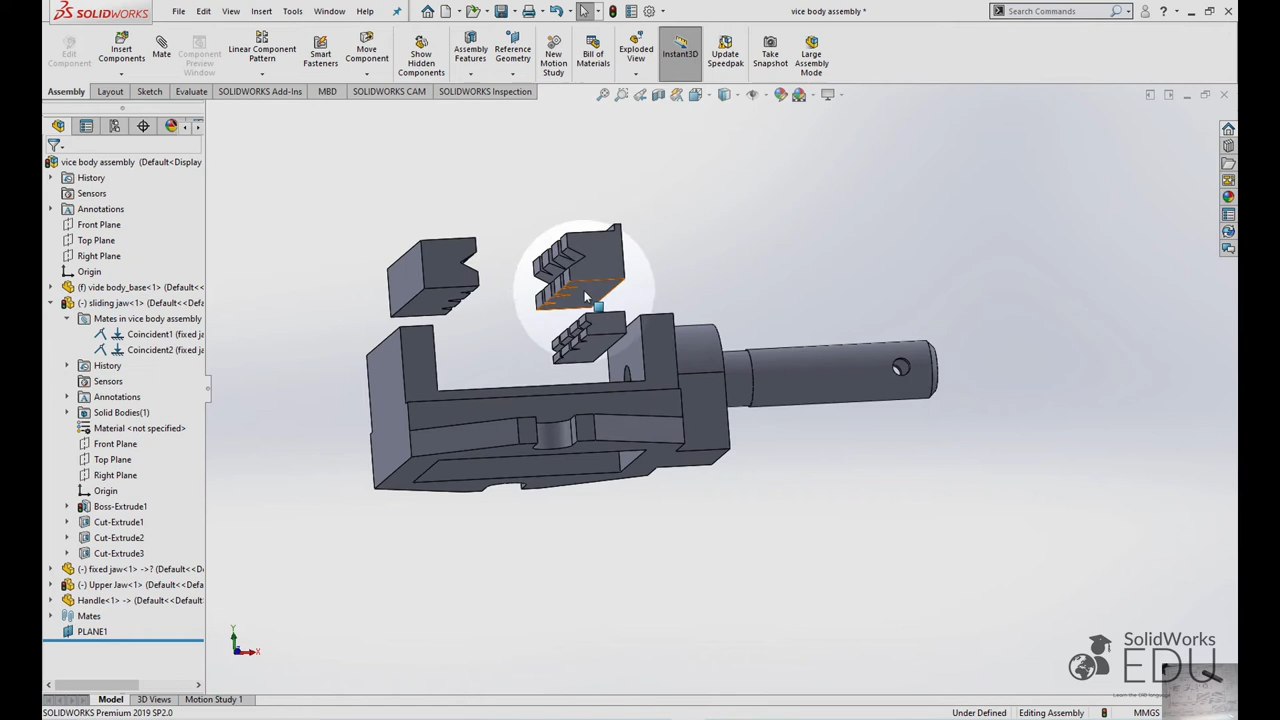 SOLIDWORKS
File
Edit
View
Insert
Tools
Window
Help
vice body assembly *
Search Commands
Edit
Component
Insert
Components
Mate
Component
Preview
Window
Linear Component
Pattern
Smart
Fasteners
Move
Component
Show
Hidden
Components
Assembly
Features
Reference
Geometry
New
Motion
Study
Bill of
Materials
Exploded
View
Instant3D
Update
Speedpak
Take
Snapshot
Large
Assembly
Mode
Assembly
Layout
Sketch
Evaluate
SOLIDWORKS Add-Ins
MBD
SOLIDWORKS CAM
SOLIDWORKS Inspection
vice body assembly (Default<Display
History
Sensors
Annotations
Front Plane
Top Plane
Right Plane
Origin
(f) vide body_base<1> (Default<
(-) sliding jaw<1> (Default<<De
Mates in vice body assembly
Coincident1 (fixed ja
Coincident2 (fixed ja
History
Sensors
Annotations
Solid Bodies(1)
Material <not specified>
Front Plane
Top Plane
Right Plane
Origin
Boss-Extrude1
Cut-Extrude1
Cut-Extrude2
Cut-Extrude3
(-) fixed jaw<1> ->? (Default<<De
(-) Upper Jaw<1> (Default<<Def
Handle<1> -> (Default<<Default
Mates
PLANE1
Y
X
SolidWorks
EDU
Learn the CAD language
Model
3D Views
Motion Study 1
SOLIDWORKS Premium 2019 SP2.0
Under Defined
Editing Assembly
MMGS